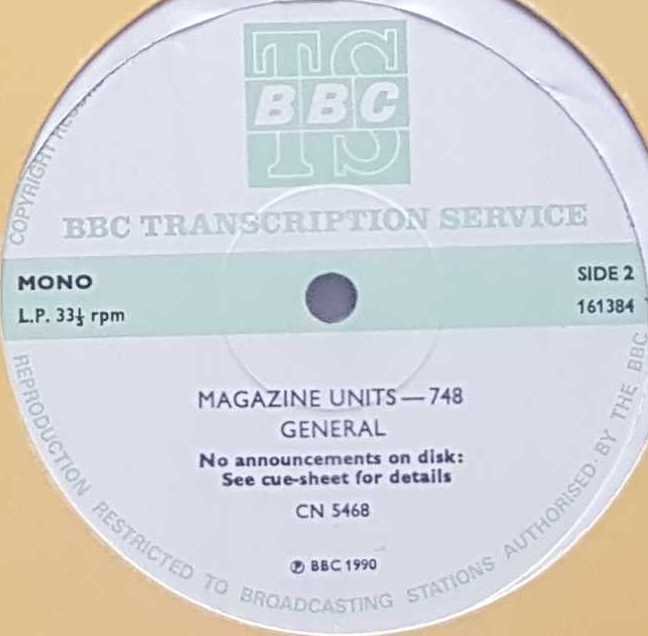 TS
BBC
COPYRIGHT
BBC TRANSCRIPTION SERVICE
MONO
L.P. 33⅓ rpm
SIDE 2
161384
MAGAZINE UNITS—748
GENERAL
No announcements on disk:
See cue-sheet for details
CN 5468
℗ BBC 1990
REPRODUCTION RESTRICTED TO BROADCASTING STATIONS AUTHORISED BY THE BBC